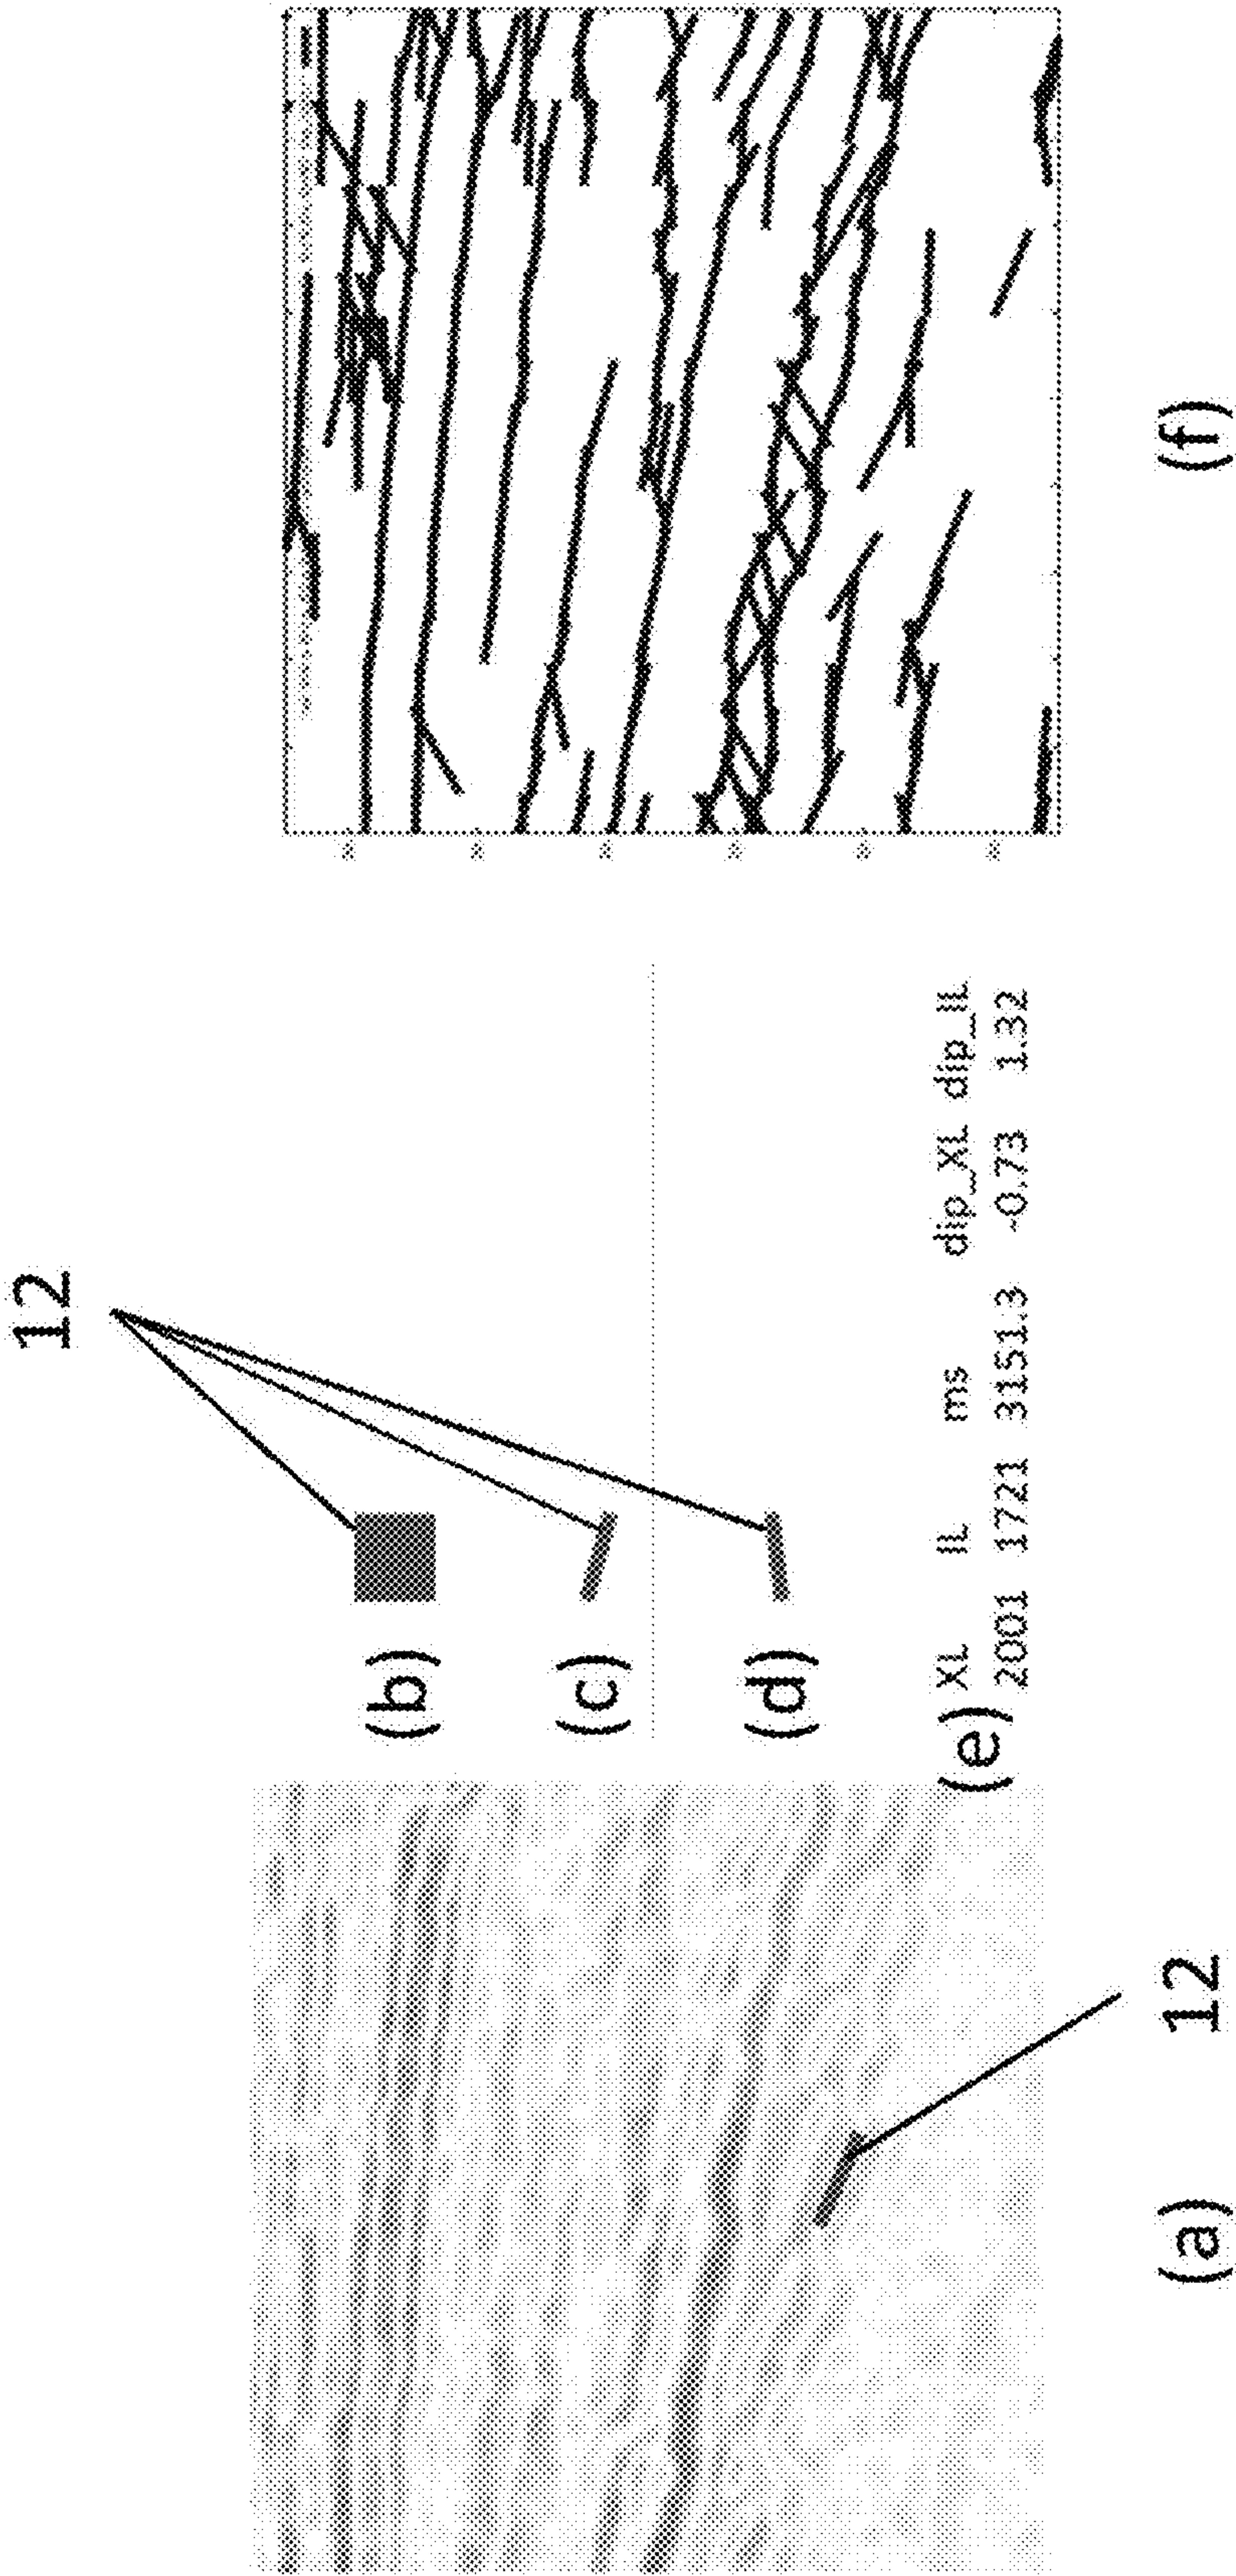 12
(b)
(c)
(d)
(e)
XL IL ms dip_XL dip_IL
2001 1721 3151.3 -0.73 1.32
12
(a)
(f)